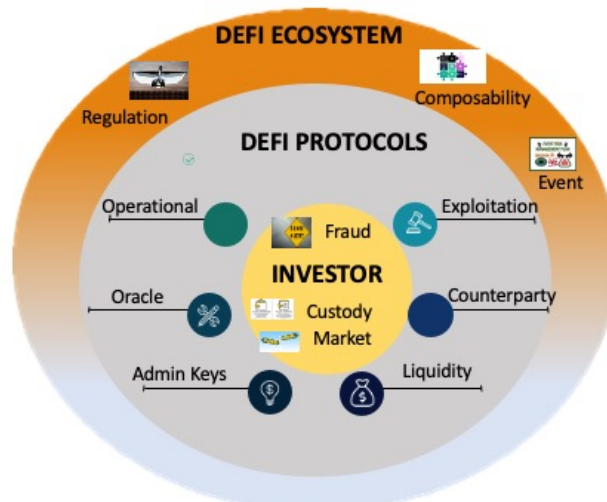 DEFI ECOSYSTEM
Regulation
Composability
DEFI PROTOCOLS
Event
Operational
Exploitation
Fraud
INVESTOR
Oracle
Counterparty
Custody
Market
Admin Keys
Liquidity